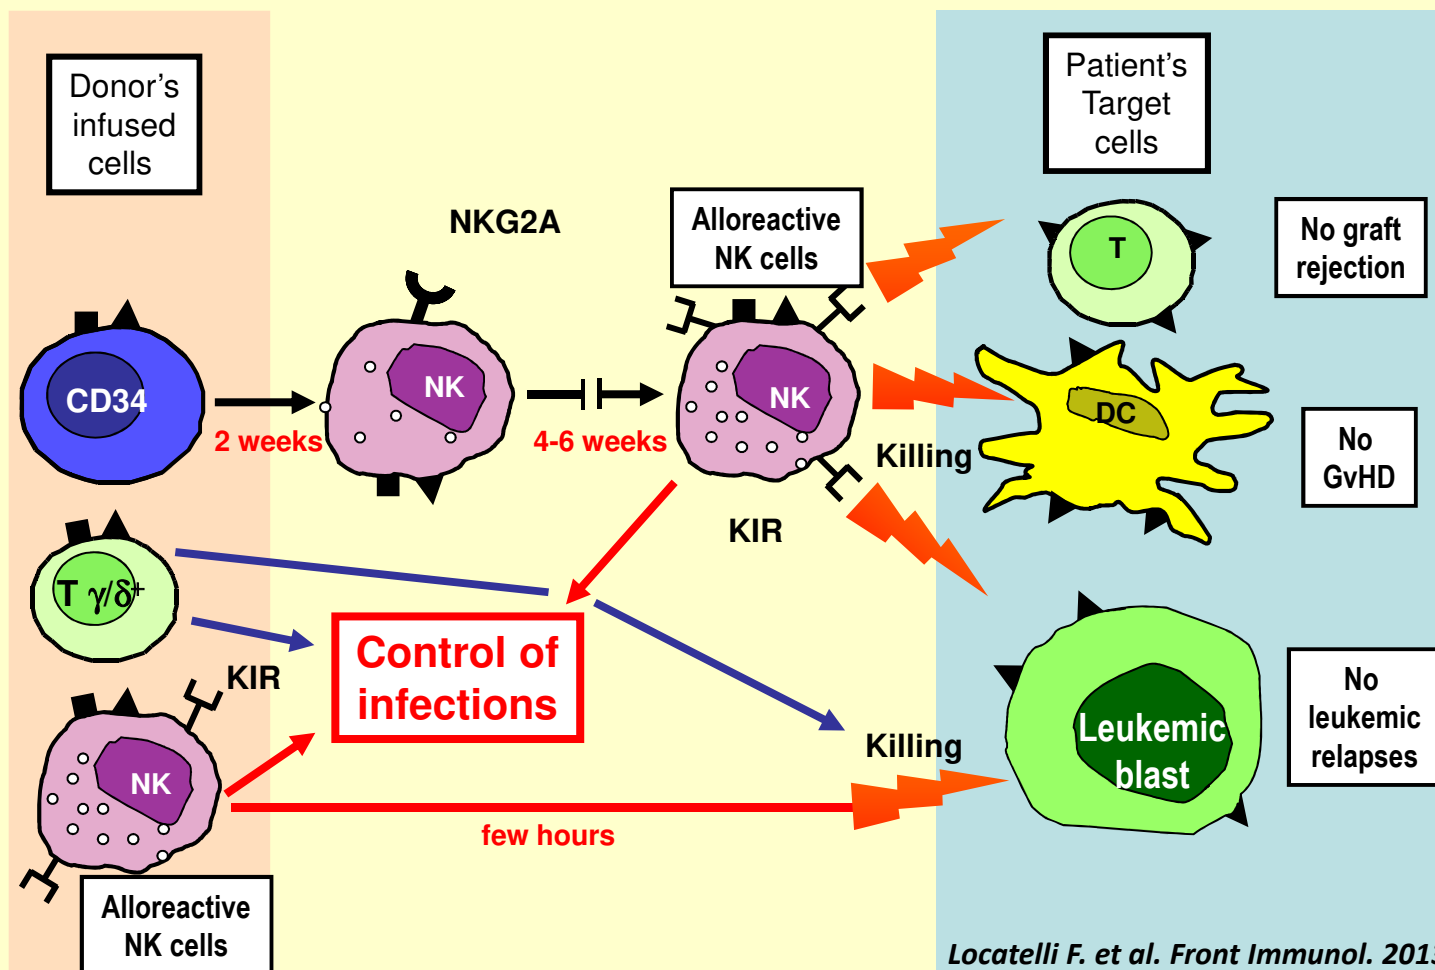 Donor's
infused
cells
Patient's
Target
cells
NKG2A
Alloreactive
NK cells
T
No graft
rejection
CD34
NK
NK
2 weeks
4-6 weeks
DC
Killing
No
GvHD
KIR
T γ/δ+
Control of
infections
KIR
NK
Killing
few hours
Leukemic
blast
No
leukemic
relapses
Alloreactive
NK cells
Locatelli F. et al. Front Immunol. 2013